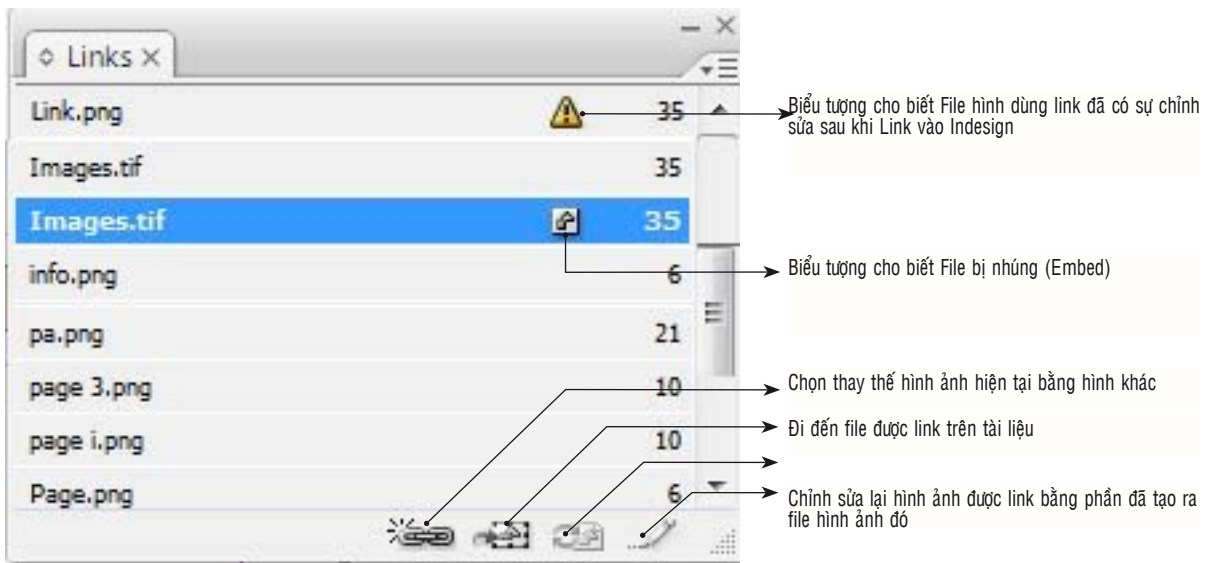 Links
Link.png 35
Images.tif 35
Images.tif 35
info.png 6
pa.png 21
page 3.png 10
page i.png 10
Page.png 6
Biểu tượng cho biết File hình dùng link đã có sự chỉnh
sửa sau khi Link vào Indesign
Biểu tượng cho biết File bị nhúng (Embed)
Chọn thay thế hình ảnh hiện tại bằng hình khác
Đi đến file được link trên tài liệu
Chỉnh sửa lại hình ảnh được link bằng phần đã tạo ra
file hình ảnh đó